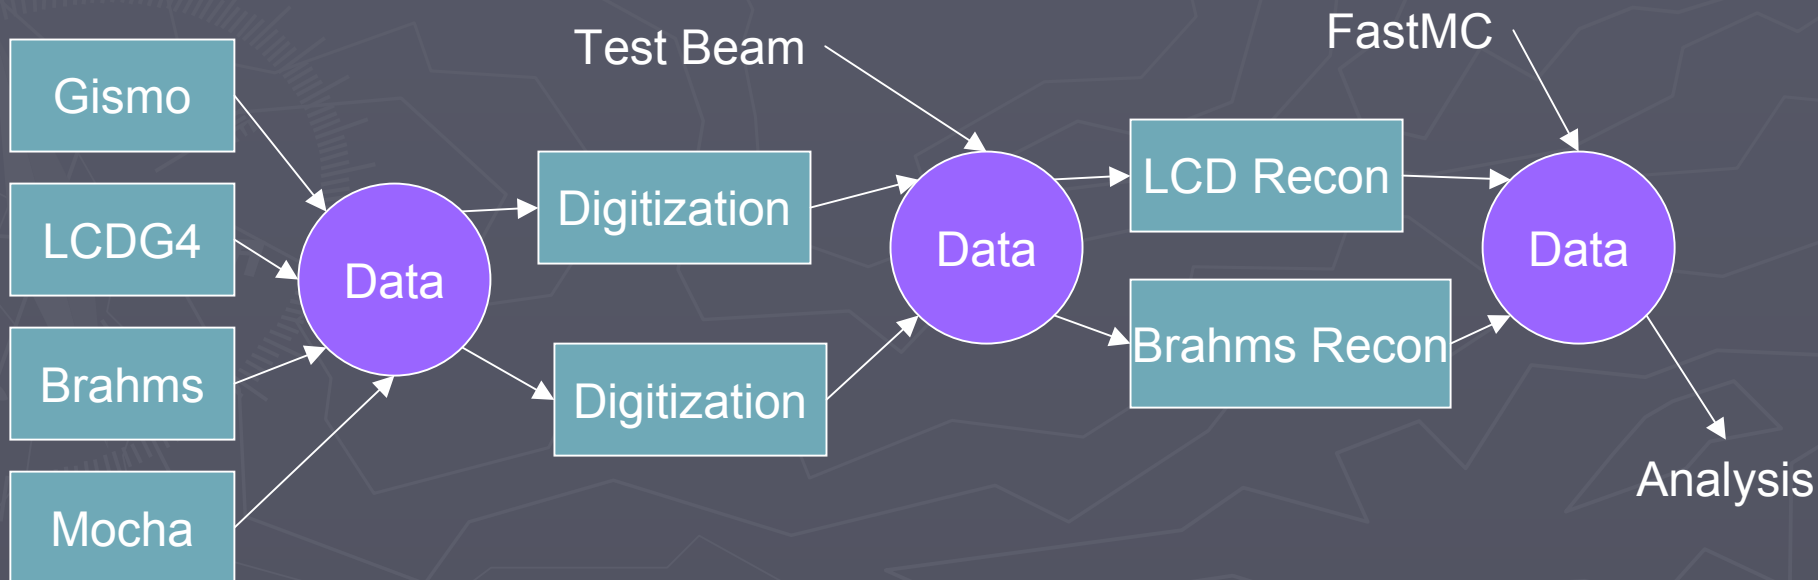 Gismo
LCDG4
Brahms
Mocha
Data
Digitization
Digitization
Test Beam
Data
LCD Recon
Brahms Recon
FastMC
Data
Analysis